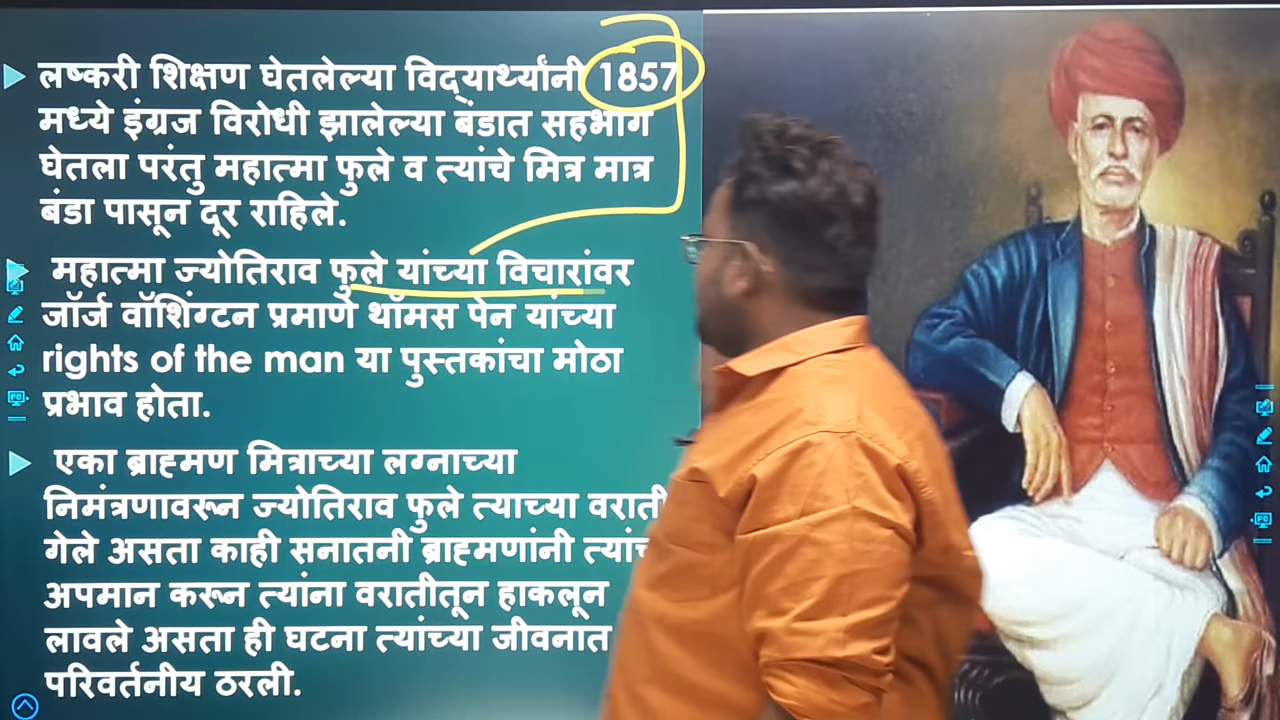 लष्करी शिक्षण घेतलेल्या विद्यार्थ्यांनी 1857
मध्ये इंग्रज विरोधी झालेल्या बंडात सहभाग
घेतला परंतु महात्मा फुले व त्यांचे मित्र मात्र
बंडा पासून दूर राहिले.
महात्मा ज्योतिराव फुले यांच्या विचारांवर
जॉर्ज वॉशिंग्टन प्रमाणे थॉमस पेन यांच्या
rights of the man या पुस्तकांचा मोठा
प्रभाव होता.
एका ब्राह्मण मित्राच्या लग्नाच्या
निमंत्रणावरून ज्योतिराव फुले त्याच्या
गेले असता काही सनातनी ब्राह्मणांनी
अपमान करून त्यांना वरातीतून हाकलून
लावले असता ही घटना त्यांच्या जीवनात
परिवर्तनीय ठरली.